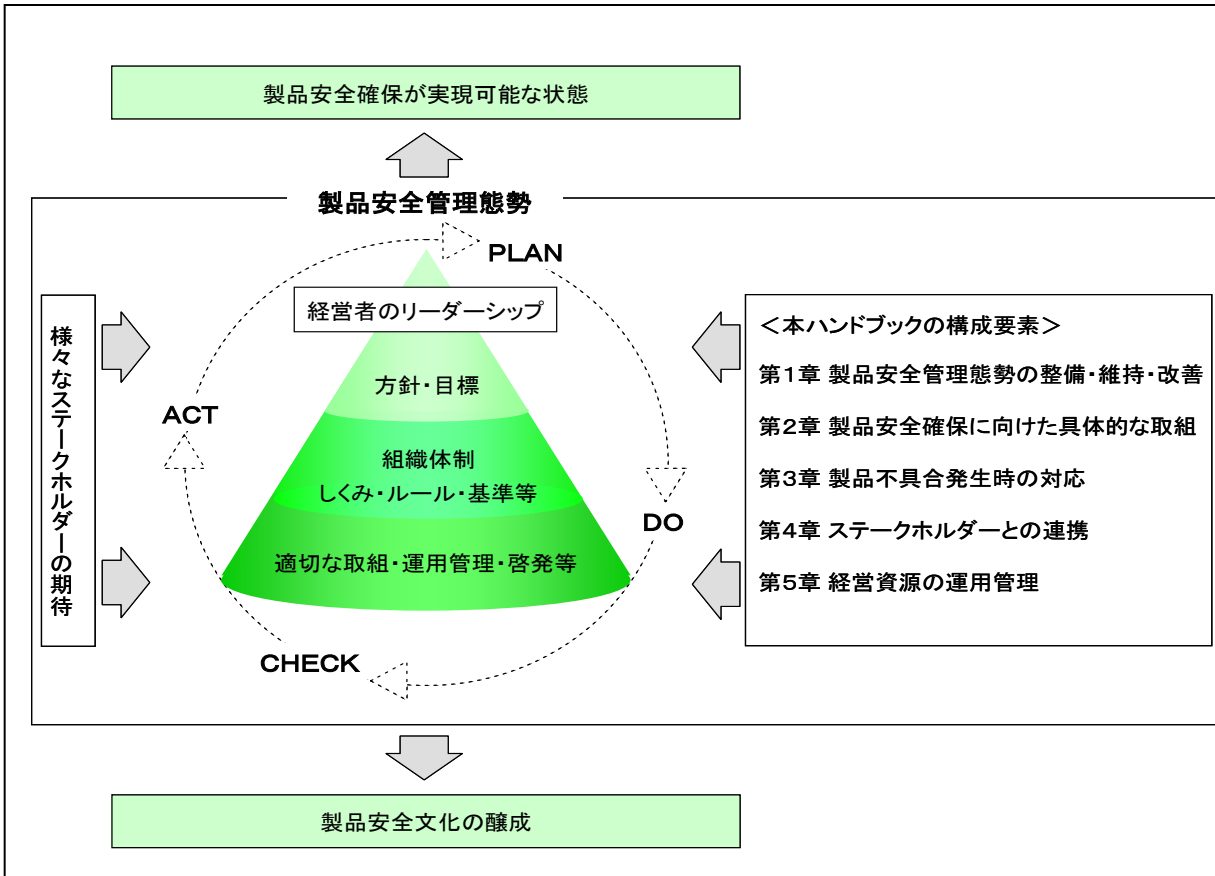 製品安全確保が実現可能な状態
製品安全管理態勢
PLAN
経営者のリーダーシップ
方針・目標
ACT
組織体制
しくみ・ルール・基準等
DO
適切な取組・運用管理・啓発等
CHECK
様々なステークホルダーの期待
＜本ハンドブックの構成要素＞
第１章 製品安全管理態勢の整備・維持・改善
第２章 製品安全確保に向けた具体的な取組
第３章 製品不具合発生時の対応
第４章 ステークホルダーとの連携
第５章 経営資源の運用管理
製品安全文化の醸成